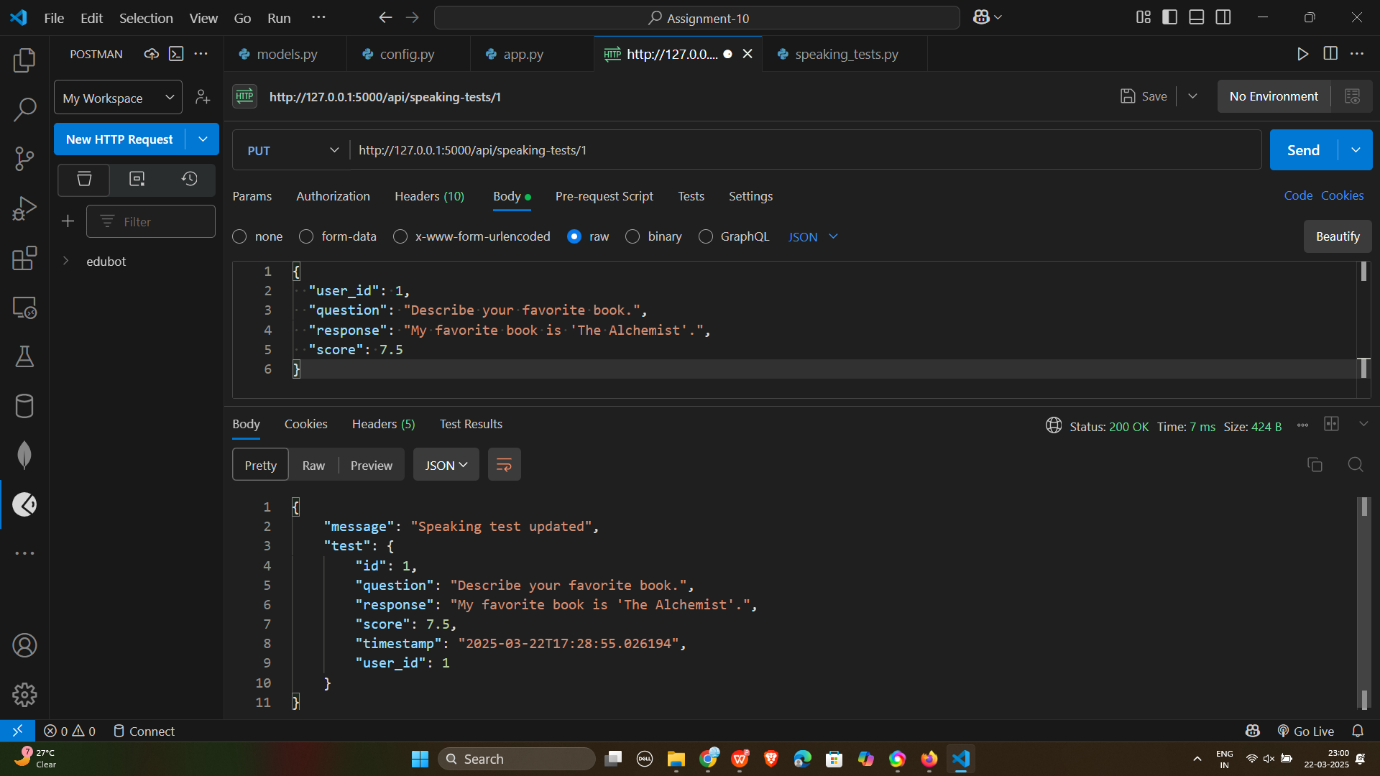 File Edit Selection View Go Run ··· Assignment-10
POSTMAN ···
models.py config.py app.py http://127.0.0.... speaking_tests.py ···
My Workspace
HTTP http://127.0.0.1:5000/api/speaking-tests/1 Save No Environment
New HTTP Request
PUT http://127.0.0.1:5000/api/speaking-tests/1 Send
Params Authorization Headers (10) Body Pre-request Script Tests Settings Code Cookies
Filter
none form-data x-www-form-urlencoded raw binary GraphQL JSON Beautify
edubot
1 {
2 "user_id": 1,
3 "question": "Describe your favorite book.",
4 "response": "My favorite book is 'The Alchemist'.",
5 "score": 7.5
6 }
Body Cookies Headers (5) Test Results Status: 200 OK Time: 7 ms Size: 424 B
Pretty Raw Preview JSON
1 {
2 "message": "Speaking test updated",
3 "test": {
4 "id": 1,
5 "question": "Describe your favorite book.",
6 "response": "My favorite book is 'The Alchemist'.",
7 "score": 7.5,
8 "timestamp": "2025-03-22T17:28:55.026194",
9 "user_id": 1
10 }
11 }
0 0 Connect Go Live
7 27°C
Clear
Search
DELL
ENG
IN
23:00
22-03-2025